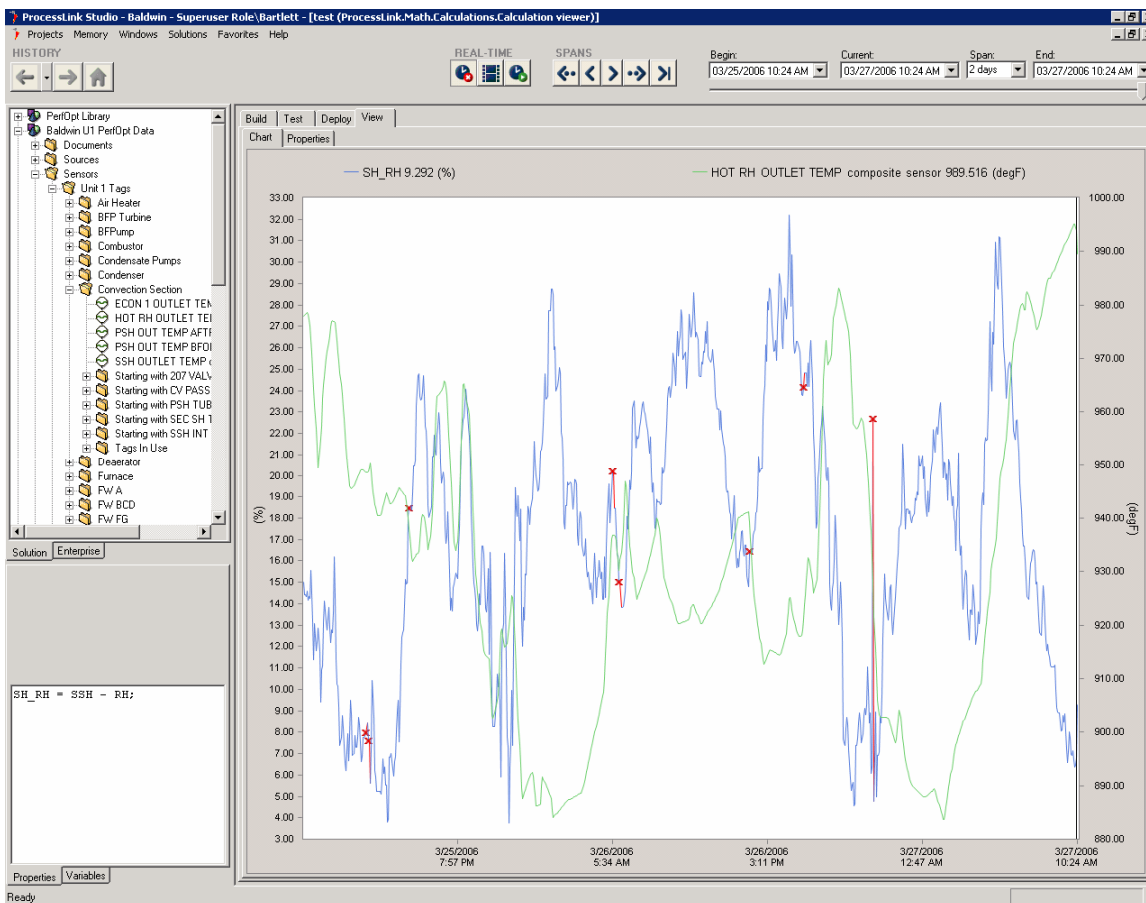 ProcessLink Studio - Baldwin - Superuser Role\Bartlett - [test (ProcessLink.Math.Calculations.Calculation viewer)]
Projects Memory Windows Solutions Favorites Help
HISTORY
REAL-TIME
SPANS
Begin: Current: Span: End:
03/25/2006 10:24 AM 03/27/2006 10:24 AM 2 days 03/27/2006 10:24 AM
PerfOpt Library
Baldwin U1 PerfOpt Data
Documents
Sources
Sensors
Unit 1 Tags
Air Heater
BFP Turbine
BFPump
Combustor
Condensate Pumps
Condenser
Convection Section
ECON 1 OUTLET TEM
HOT RH OUTLET TEI
PSH OUT TEMP AFTF
PSH OUT TEMP BFOI
SSH OUTLET TEMP c
Starting with 207 VALV
Starting with CV PASS
Starting with PSH TUB
Starting with SEC SH T
Starting with SSH INT
Tags In Use
Deaerator
Furnace
FW A
FW BCD
FW FG
Solution Enterprise
SH_RH = SSH - RH;
Properties Variables
Ready
Build Test Deploy View
Chart Properties
SH_RH 9.292 (%)
HOT RH OUTLET TEMP composite sensor 989.516 (degF)
33.00
32.00
31.00
30.00
29.00
28.00
27.00
26.00
25.00
24.00
23.00
22.00
21.00
20.00
19.00
18.00
17.00
16.00
15.00
14.00
13.00
12.00
11.00
10.00
9.00
8.00
7.00
6.00
5.00
4.00
3.00
(%)
1000.00
990.00
980.00
970.00
960.00
950.00
940.00
930.00
920.00
910.00
900.00
890.00
880.00
(degF)
3/25/2006
7:57 PM
3/26/2006
5:34 AM
3/26/2006
3:11 PM
3/27/2006
12:47 AM
3/27/2006
10:24 AM